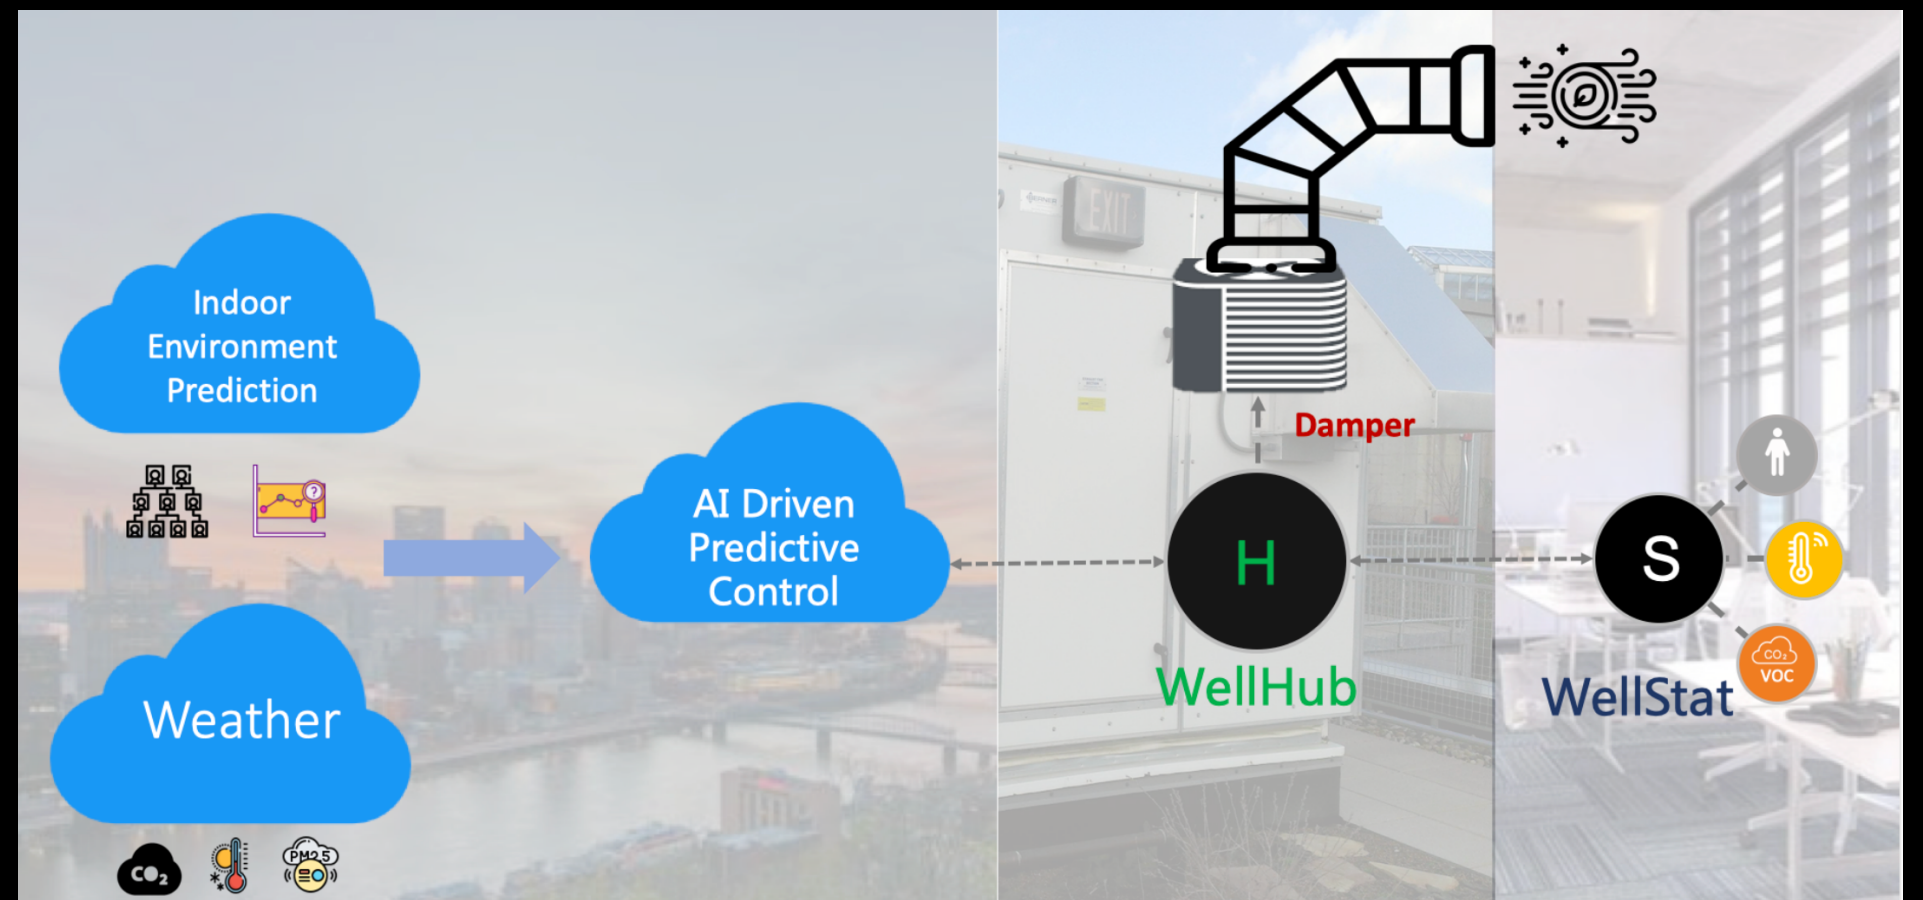 Indoor
Environment
Prediction
?
Weather
CO₂
PM2.5
AI Driven
Predictive
Control
EXIT
Damper
H
WellHub
S
WellStat
CO₂
VOC